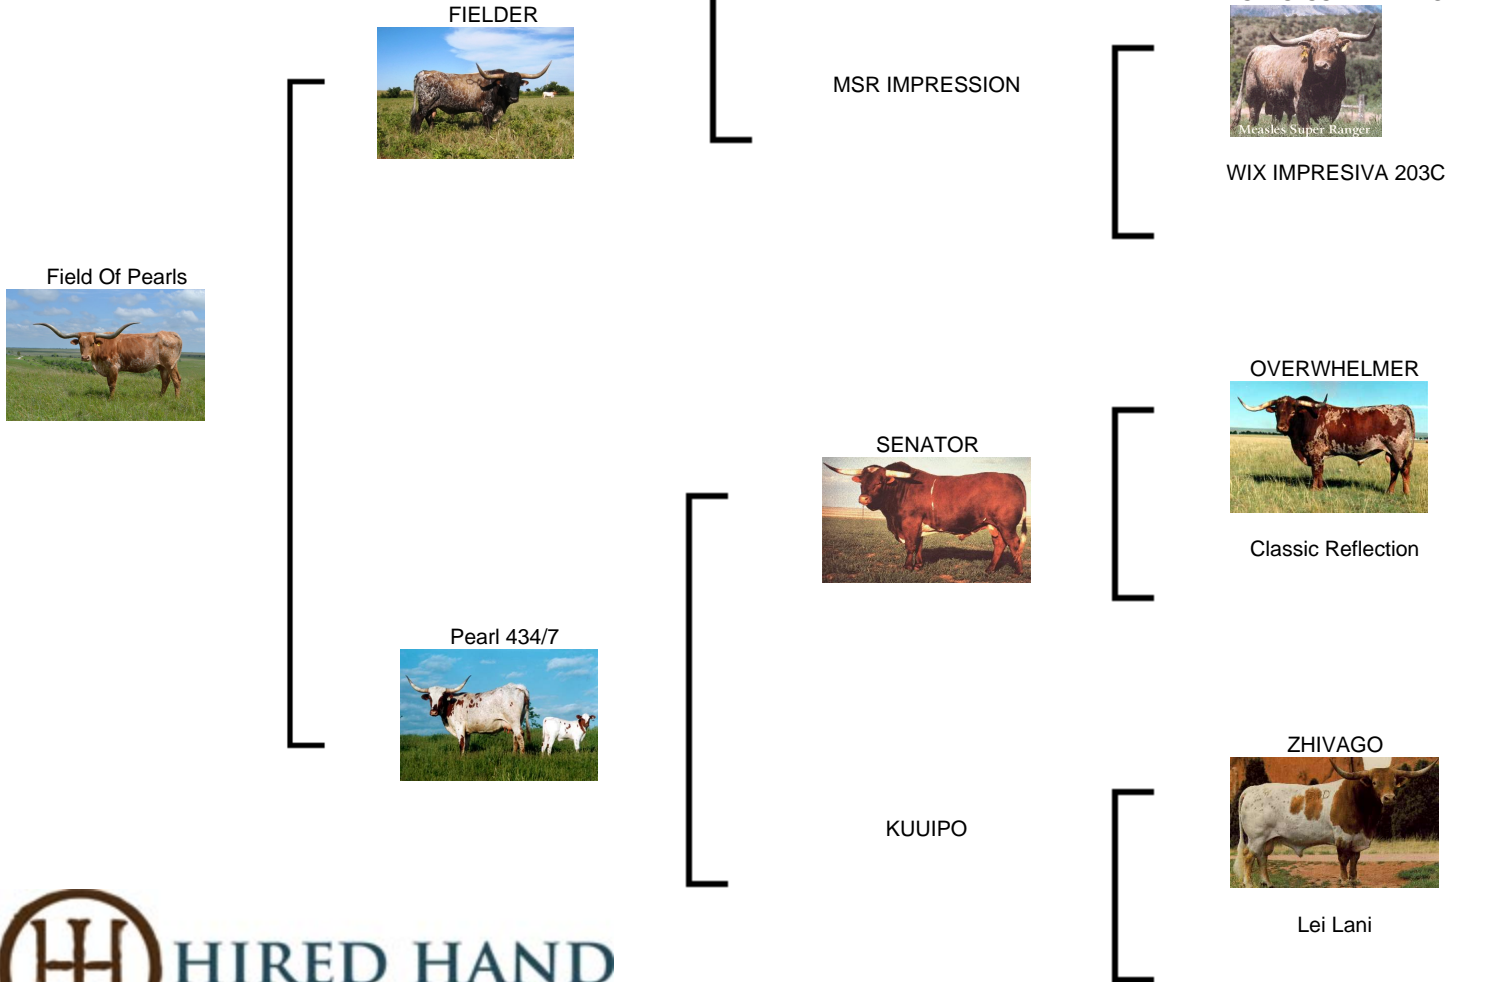 FIELDER
MSR IMPRESSION
Measles Super Ranger
WIX IMPRESIVA 203C
Field Of Pearls
OVERWHELMER
SENATOR
Classic Reflection
Pearl 434/7
ZHIVAGO
KUUIPO
Lei Lani
HIRED HAND